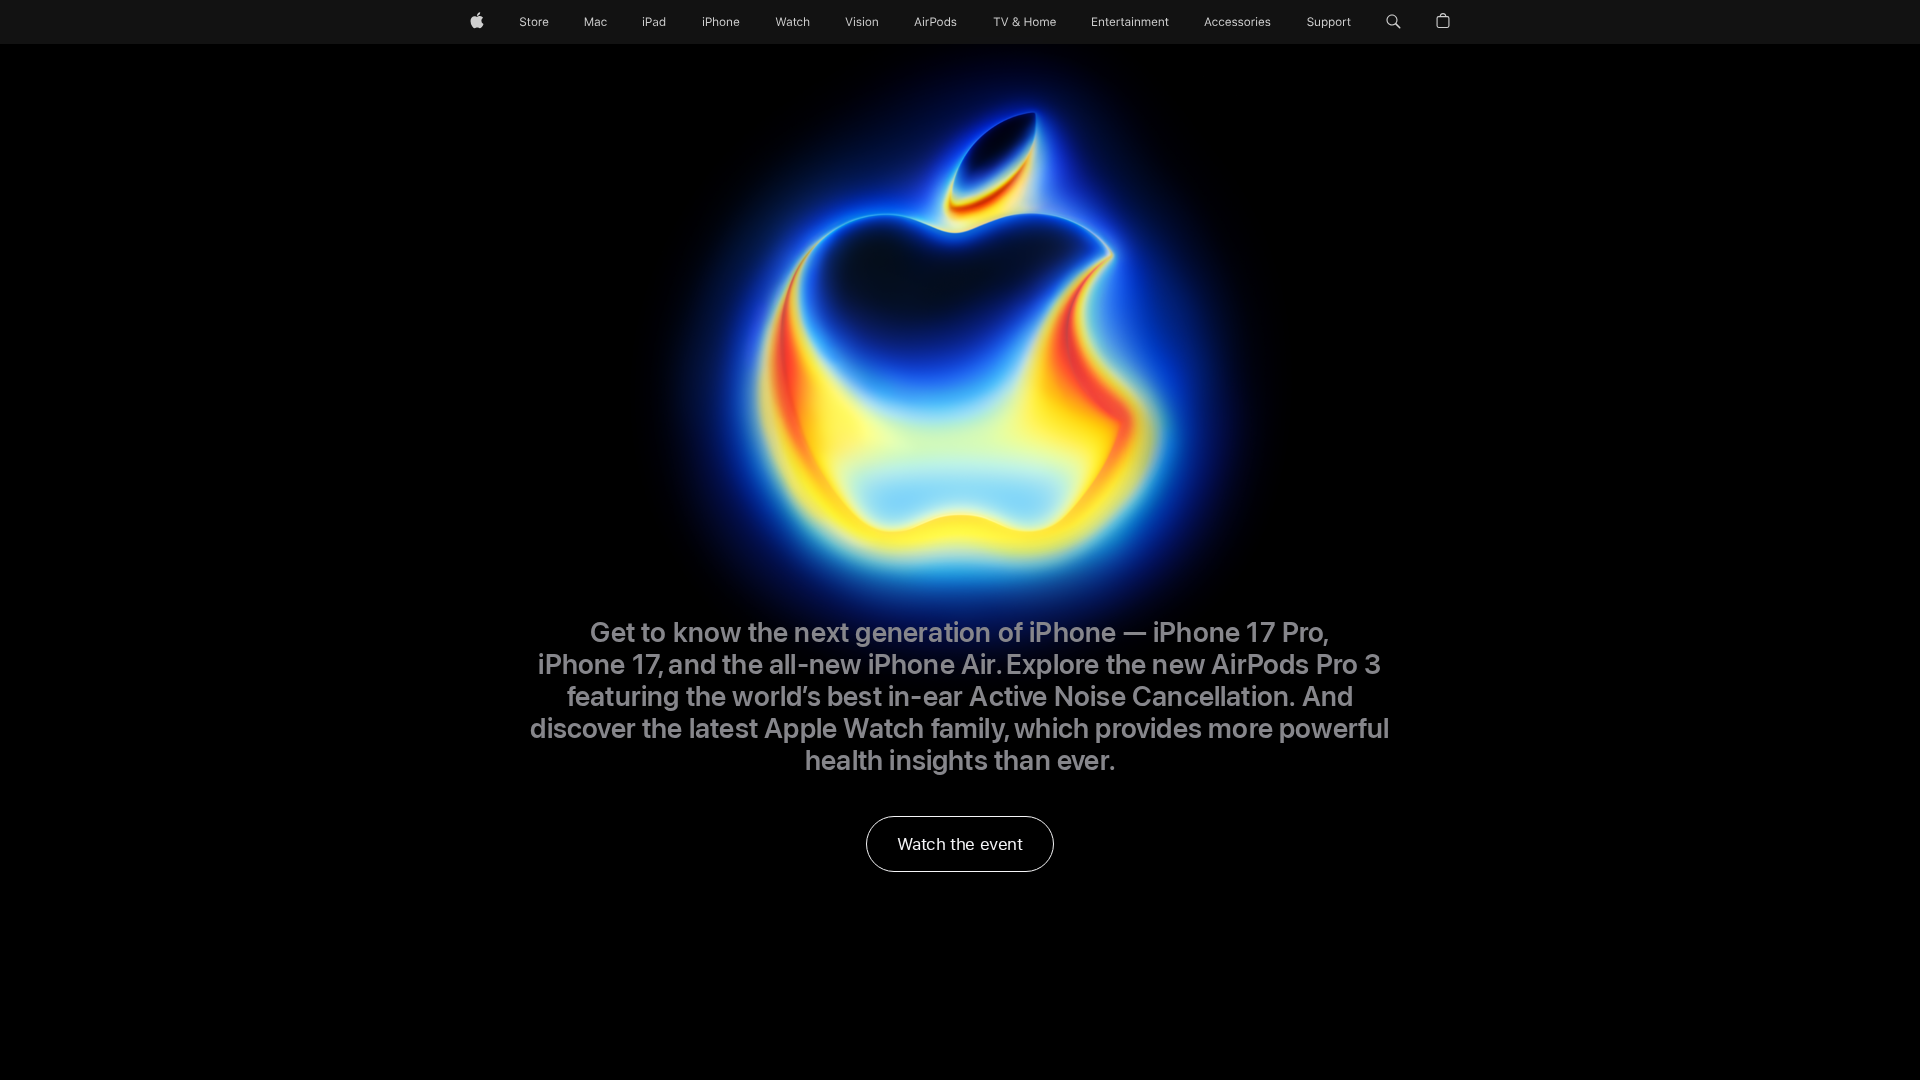 Store Mac iPad iPhone Watch Vision AirPods TV & Home Entertainment Accessories Support
Get to know the next generation of iPhone — iPhone 17 Pro,
iPhone 17, and the all-new iPhone Air. Explore the new AirPods Pro 3
featuring the world’s best in-ear Active Noise Cancellation. And
discover the latest Apple Watch family, which provides more powerful
health insights than ever.
Watch the event